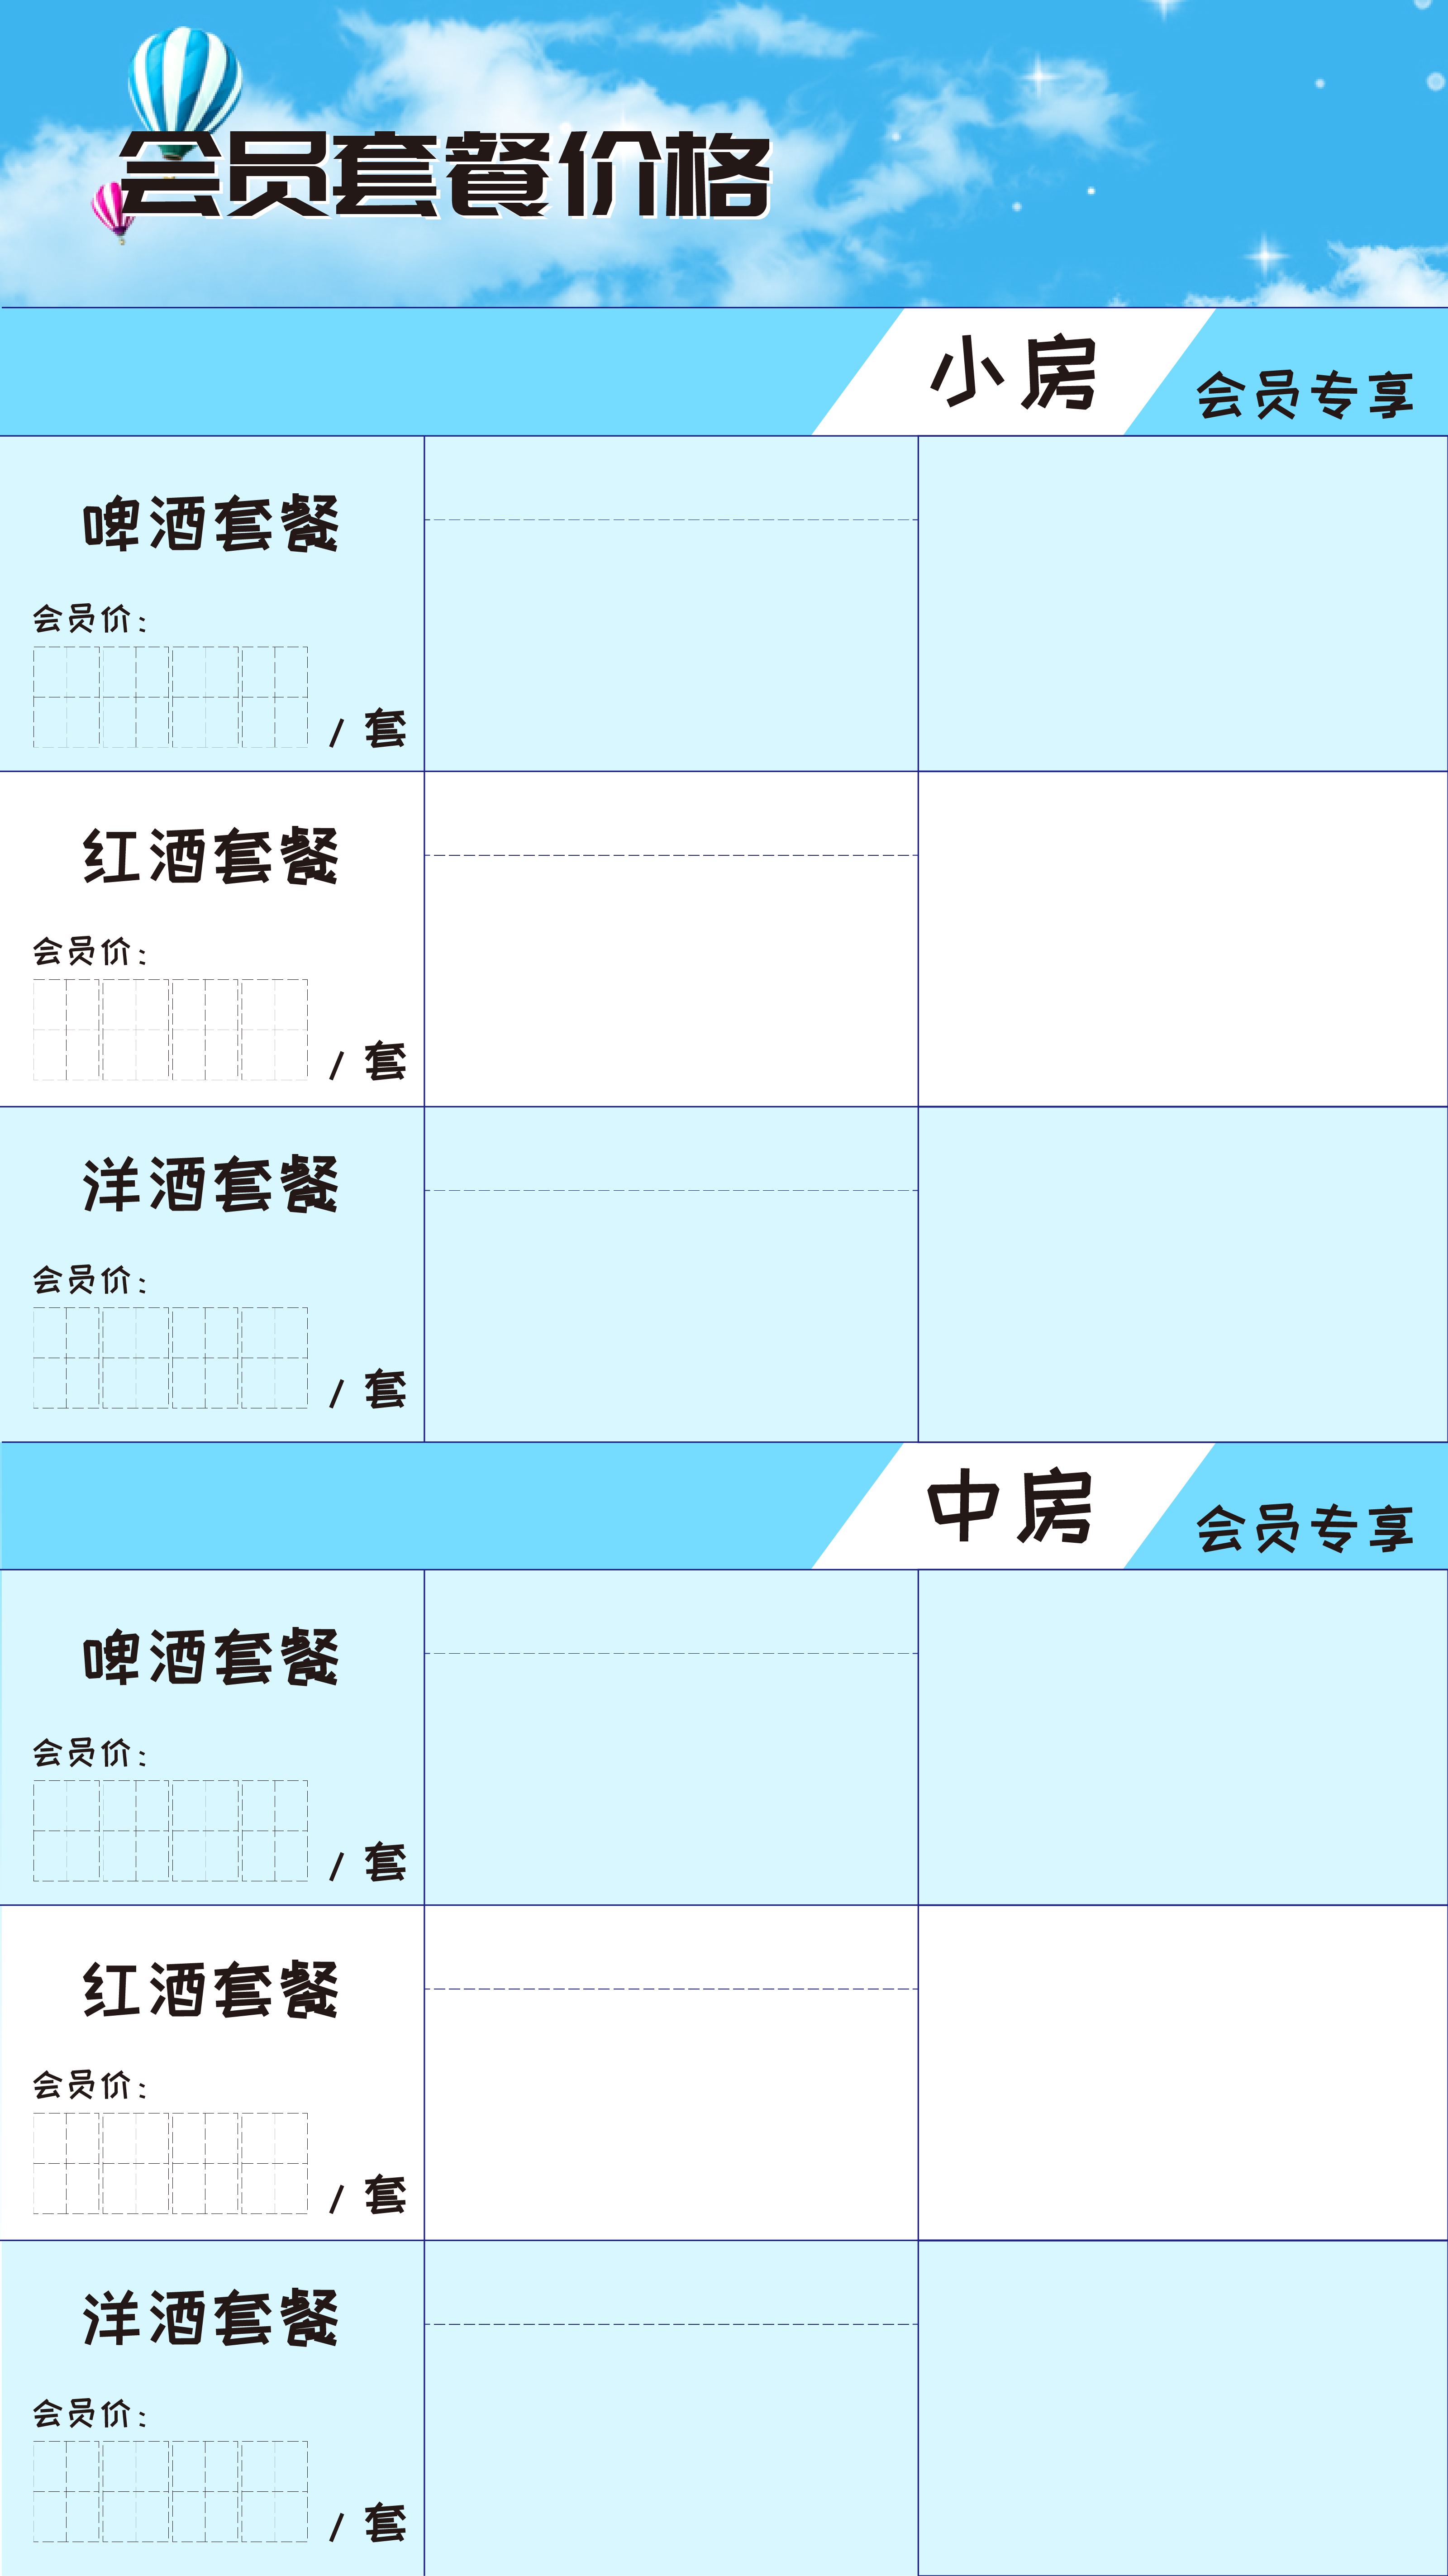 会员套餐价格
小房 会员专享
啤酒套餐
会员价：
/ 套
红酒套餐
会员价：
/ 套
洋酒套餐
会员价：
/ 套
中房 会员专享
啤酒套餐
会员价：
/ 套
红酒套餐
会员价：
/ 套
洋酒套餐
会员价：
/ 套